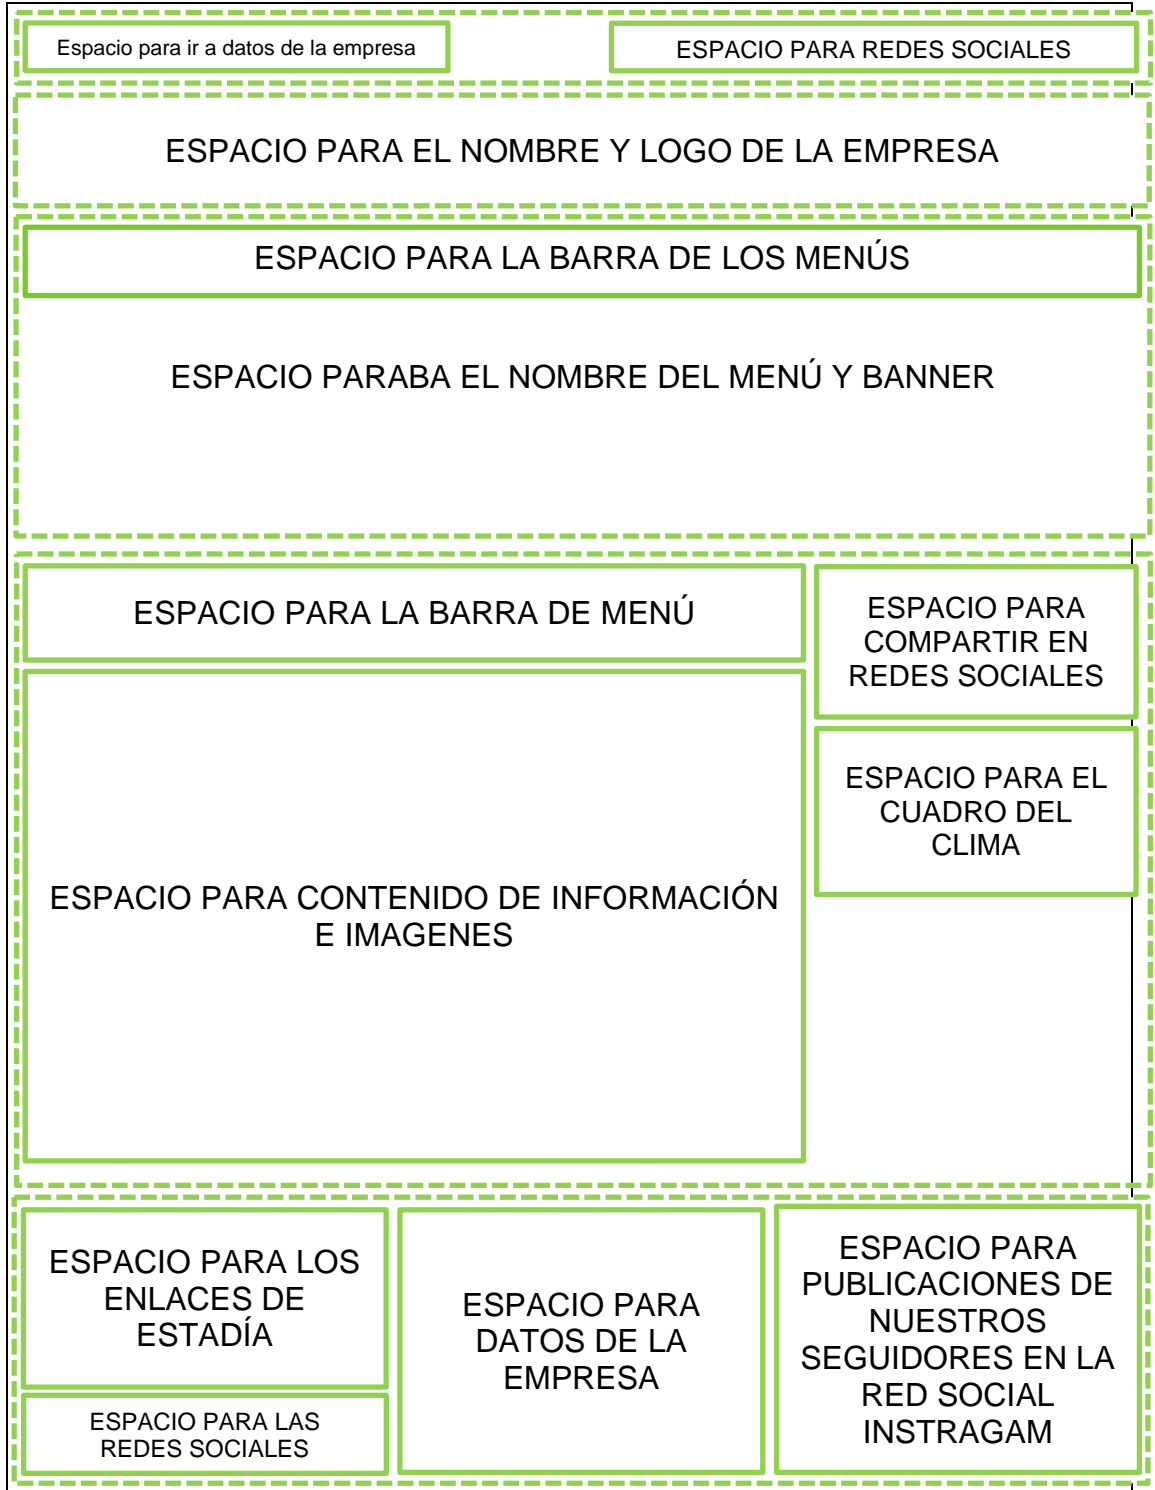 Espacio para ir a datos de la empresa
ESPACIO PARA REDES SOCIALES
ESPACIO PARA EL NOMBRE Y LOGO DE LA EMPRESA
ESPACIO PARA LA BARRA DE LOS MENÚS
ESPACIO PARABA EL NOMBRE DEL MENÚ Y BANNER
ESPACIO PARA LA BARRA DE MENÚ
ESPACIO PARA
COMPARTIR EN
REDES SOCIALES
ESPACIO PARA EL
CUADRO DEL
CLIMA
ESPACIO PARA CONTENIDO DE INFORMACIÓN
E IMAGENES
ESPACIO PARA LOS
ENLACES DE
ESTADÍA
ESPACIO PARA LAS
REDES SOCIALES
ESPACIO PARA
DATOS DE LA
EMPRESA
ESPACIO PARA
PUBLICACIONES DE
NUESTROS
SEGUIDORES EN LA
RED SOCIAL
INSTRAGAM